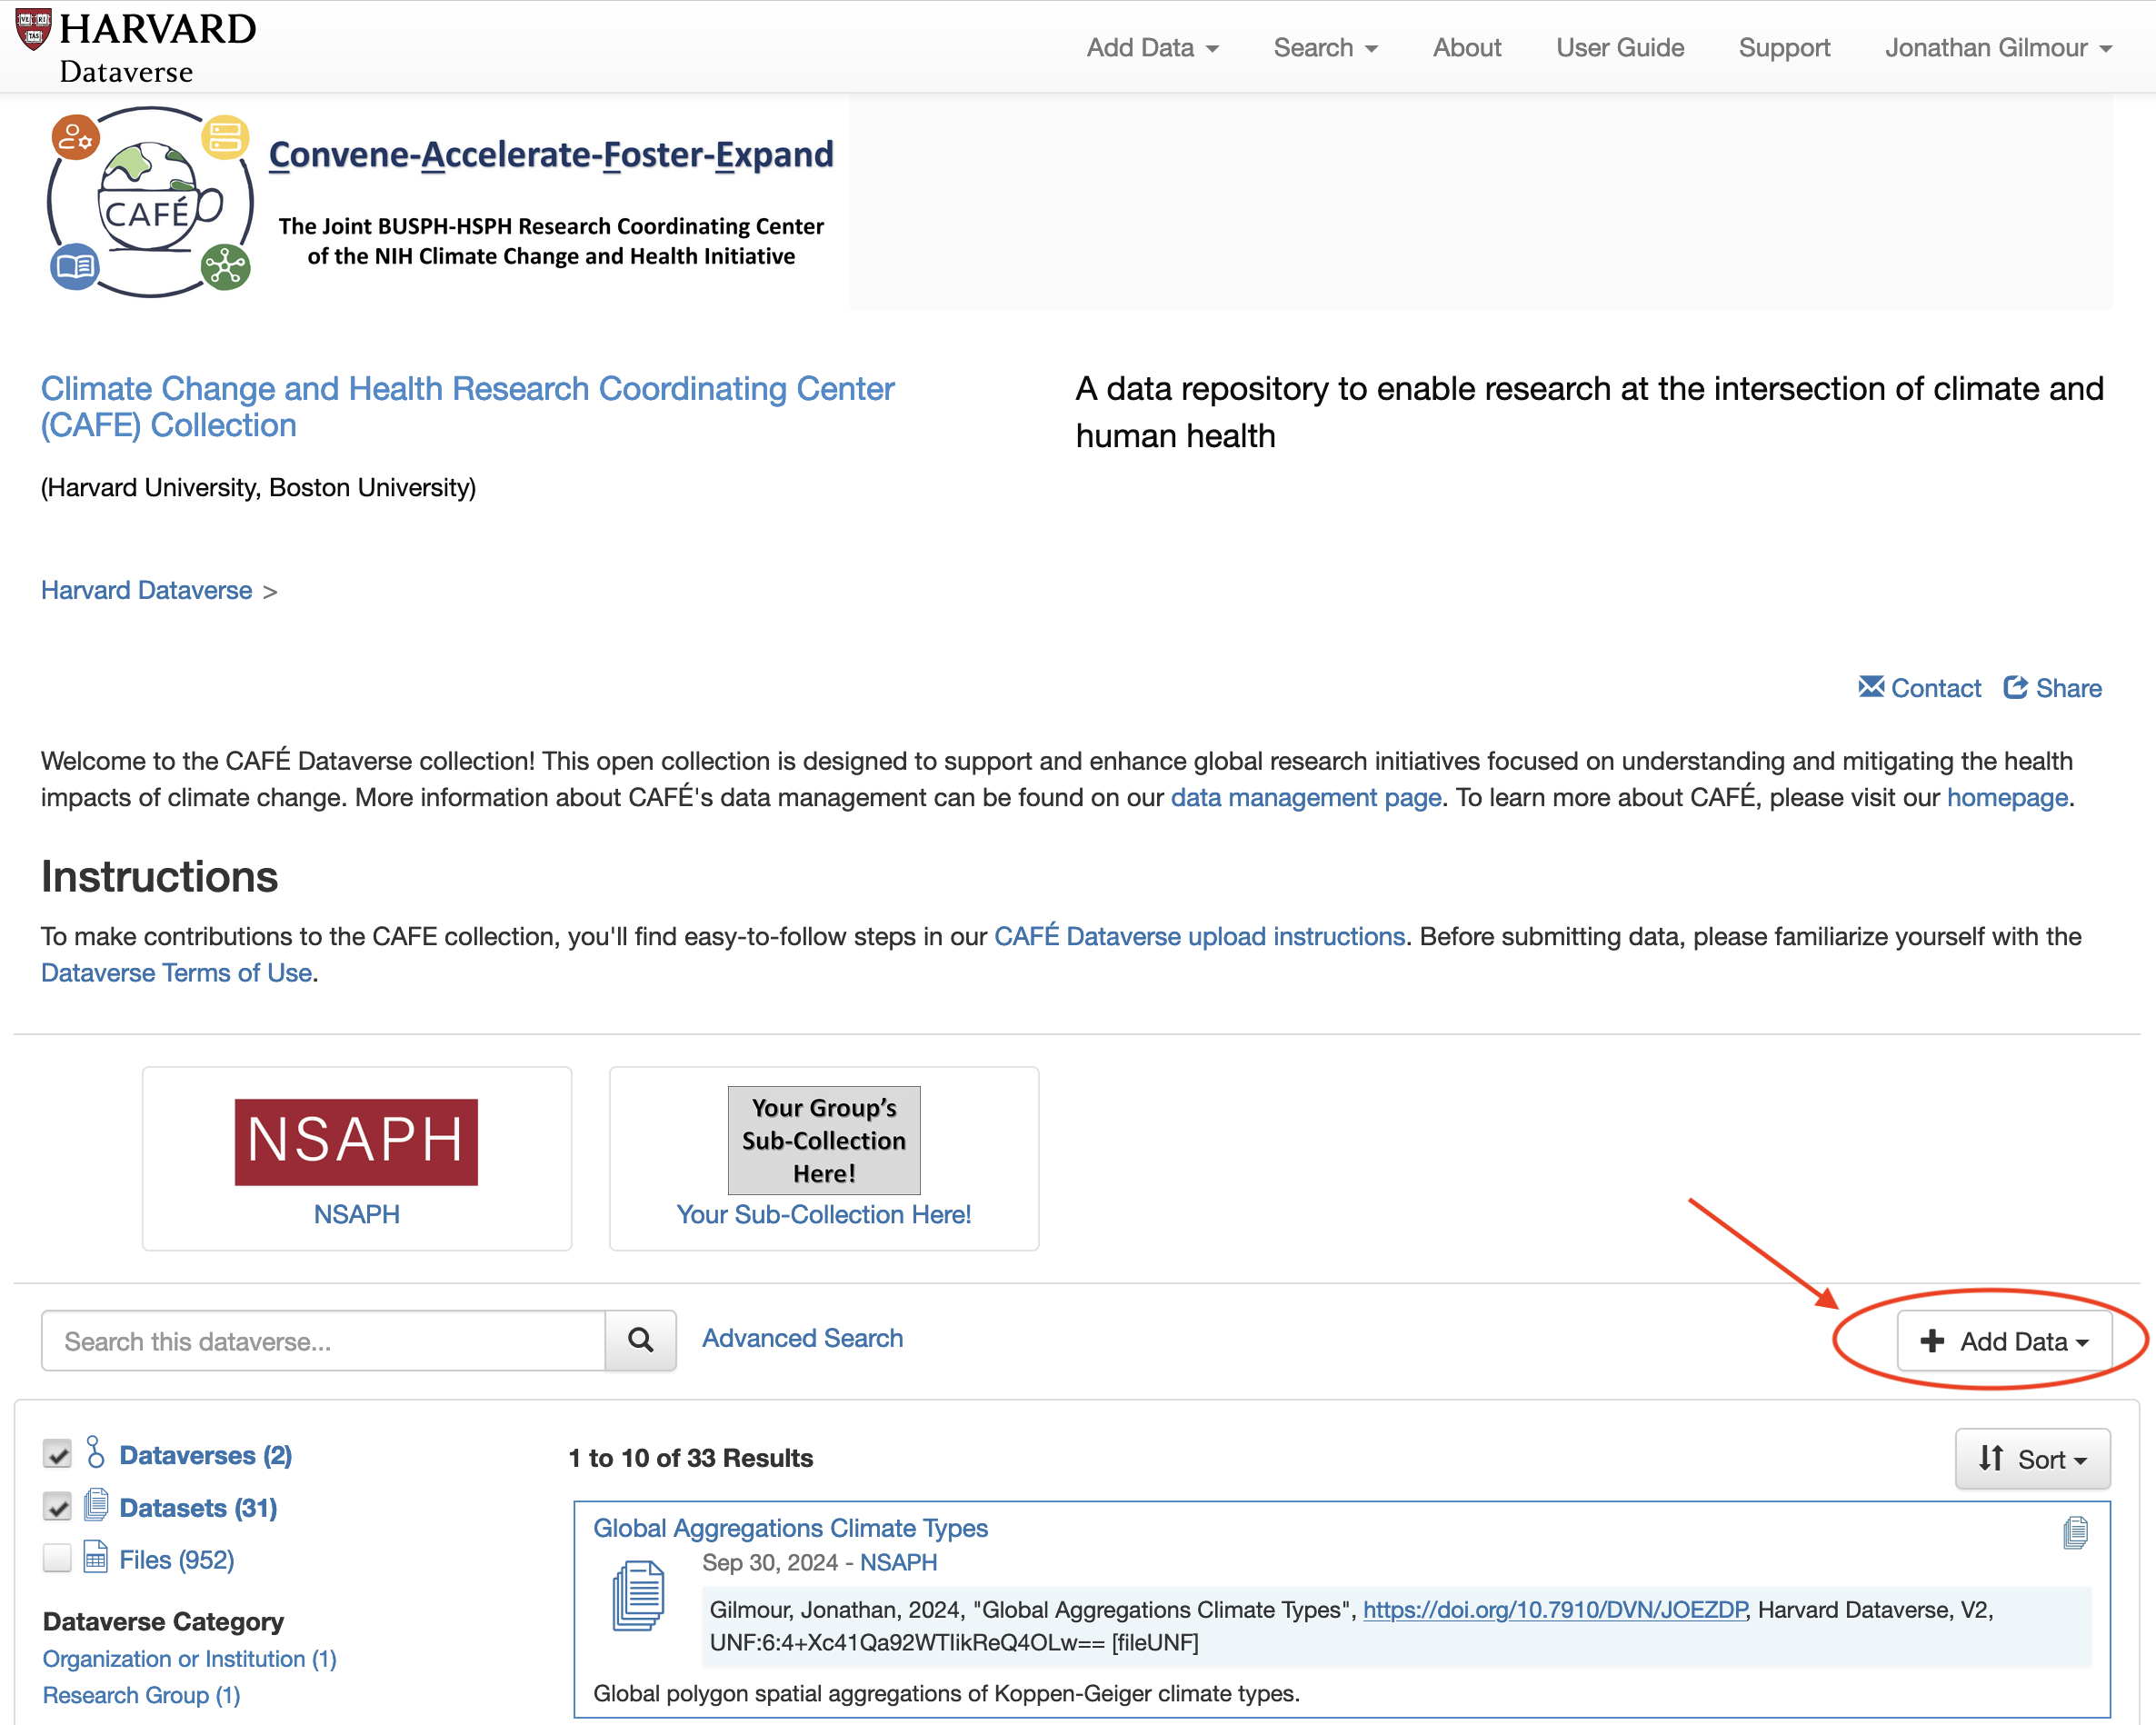 VE RI TAS
HARVARD
Dataverse
Add Data
Search
About
User Guide
Support
Jonathan Gilmour
CAFÉ
Convene-Accelerate-Foster-Expand
The Joint BUSPH-HSPH Research Coordinating Center
of the NIH Climate Change and Health Initiative
Climate Change and Health Research Coordinating Center
(CAFE) Collection
(Harvard University, Boston University)
A data repository to enable research at the intersection of climate and
human health
Harvard Dataverse >
Contact
Share
Welcome to the CAFÉ Dataverse collection! This open collection is designed to support and enhance global research initiatives focused on understanding and mitigating the health
impacts of climate change. More information about CAFÉ's data management can be found on our data management page. To learn more about CAFÉ, please visit our homepage.
Instructions
To make contributions to the CAFE collection, you'll find easy-to-follow steps in our CAFÉ Dataverse upload instructions. Before submitting data, please familiarize yourself with the
Dataverse Terms of Use.
NSAPH
NSAPH
Your Group's
Sub-Collection
Here!
Your Sub-Collection Here!
Search this dataverse...
Advanced Search
Add Data
Dataverses (2)
Datasets (31)
Files (952)
Dataverse Category
Organization or Institution (1)
Research Group (1)
1 to 10 of 33 Results
Sort
Global Aggregations Climate Types
Sep 30, 2024 - NSAPH
Gilmour, Jonathan, 2024, "Global Aggregations Climate Types", https://doi.org/10.7910/DVN/JOEZDP, Harvard Dataverse, V2,
UNF:6:4+Xc41Qa92WTlikReQ4OLw== [fileUNF]
Global polygon spatial aggregations of Koppen-Geiger climate types.